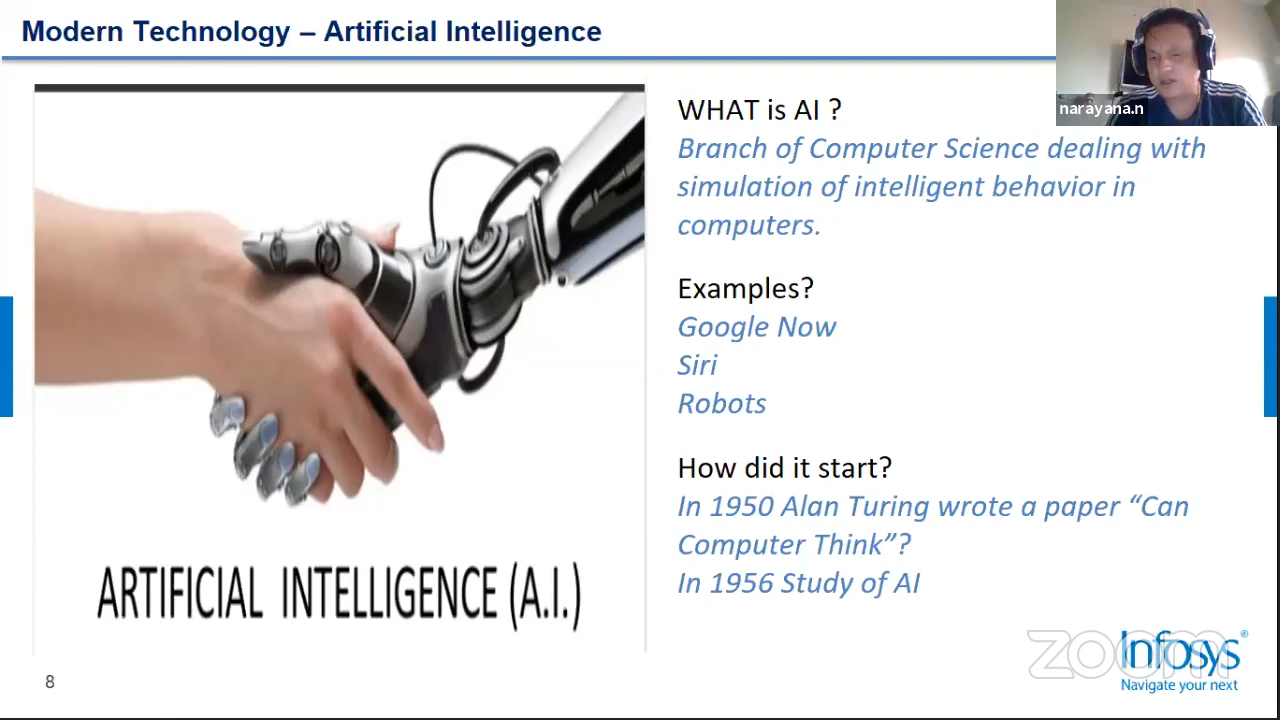 Modern Technology – Artificial Intelligence
narayana.n
WHAT is AI ?
Branch of Computer Science dealing with
simulation of intelligent behavior in
computers.
Examples?
Google Now
Siri
Robots
How did it start?
In 1950 Alan Turing wrote a paper “Can
Computer Think”?
In 1956 Study of AI
ARTIFICIAL INTELLIGENCE (A.I.)
zoom
Infosys®
Navigate your next
8